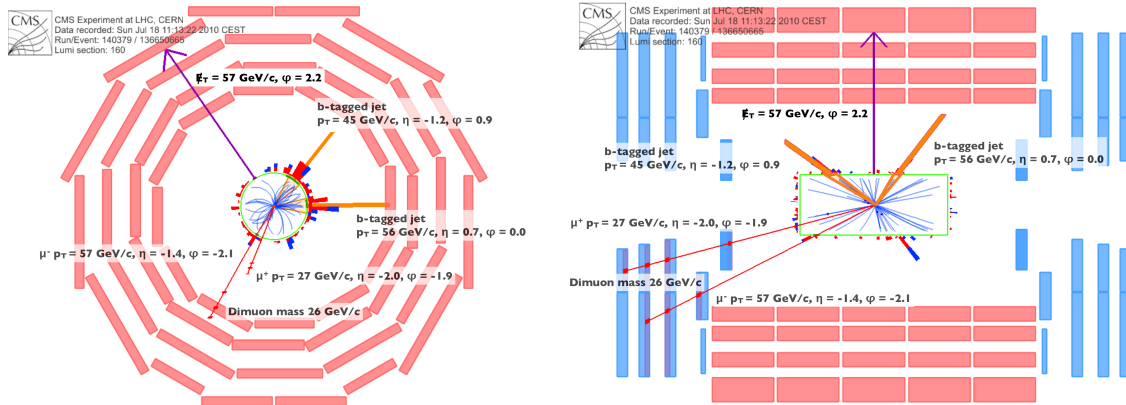 CMS
CMS Experiment at LHC, CERN
Data recorded: Sun Jul 18 11:13:22 2010 CEST
Run/Event: 140379 / 136650665
Lumi section: 160
E̸T = 57 GeV/c, φ = 2.2
b-tagged jet
pT = 45 GeV/c, η = -1.2, φ = 0.9
b-tagged jet
pT = 56 GeV/c, η = 0.7, φ = 0.0
μ- pT = 57 GeV/c, η = -1.4, φ = -2.1
μ+ pT = 27 GeV/c, η = -2.0, φ = -1.9
Dimuon mass 26 GeV/c
CMS
CMS Experiment at LHC, CERN
Data recorded: Sun Jul 18 11:13:22 2010 CEST
Run/Event: 140379 / 136650665
Lumi section: 160
E̸T = 57 GeV/c, φ = 2.2
b-tagged jet
pT = 45 GeV/c, η = -1.2, φ = 0.9
b-tagged jet
pT = 56 GeV/c, η = 0.7, φ = 0.0
μ+ pT = 27 GeV/c, η = -2.0, φ = -1.9
Dimuon mass 26 GeV/c
μ- pT = 57 GeV/c, η = -1.4, φ = -2.1